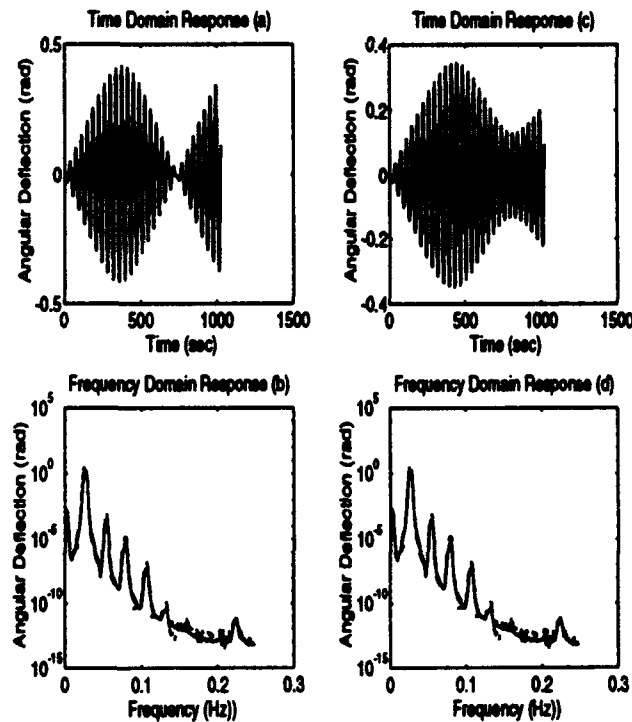 Time Domain Response (a)
Angular Deflection (rad)
0.5
0
-0.5
0
500
1000
1500
Time (sec)
Time Domain Response (c)
Angular Deflection (rad)
0.4
0.2
0
-0.2
-0.4
0
500
1000
1500
Time (sec)
Frequency Domain Response (b)
Angular Deflection (rad)
10^5
10^0
10^-5
10^-10
10^-15
0
0.1
0.2
0.3
Frequency (Hz))
Frequency Domain Response (d)
Angular Deflection (rad)
10^5
10^0
10^-5
10^-10
10^-15
0
0.1
0.2
0.3
Frequency (Hz))